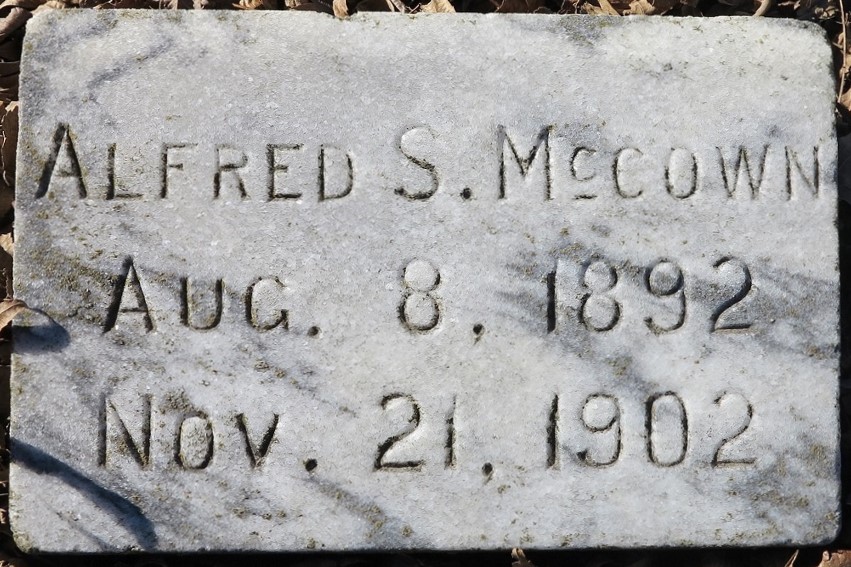 Alfred S. McCown
Aug. 8, 1892
Nov. 21, 1902